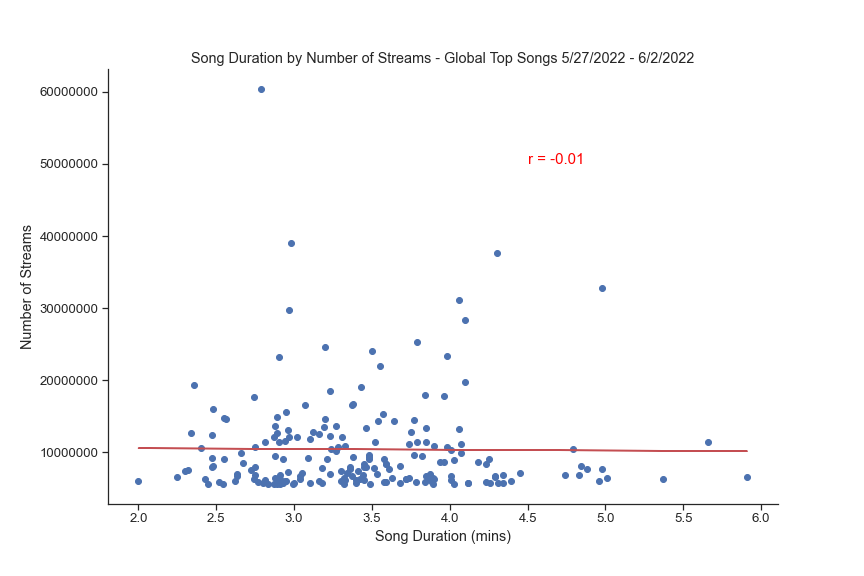 Song Duration by Number of Streams - Global Top Songs 5/27/2022 - 6/2/2022
60000000
50000000
r = -0.01
40000000
Number of Streams
30000000
20000000
10000000
2.0 2.5 3.0 3.5 4.0 4.5 5.0 5.5 6.0
Song Duration (mins)